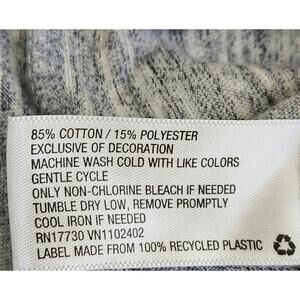 85% COTTON / 15% POLYESTER
EXCLUSIVE OF DECORATION
MACHINE WASH COLD WITH LIKE COLORS
GENTLE CYCLE
ONLY NON-CHLORINE BLEACH IF NEEDED
TUMBLE DRY LOW, REMOVE PROMPTLY
COOL IRON IF NEEDED
RN17730 VN1102402
LABEL MADE FROM 100% RECYCLED PLASTIC